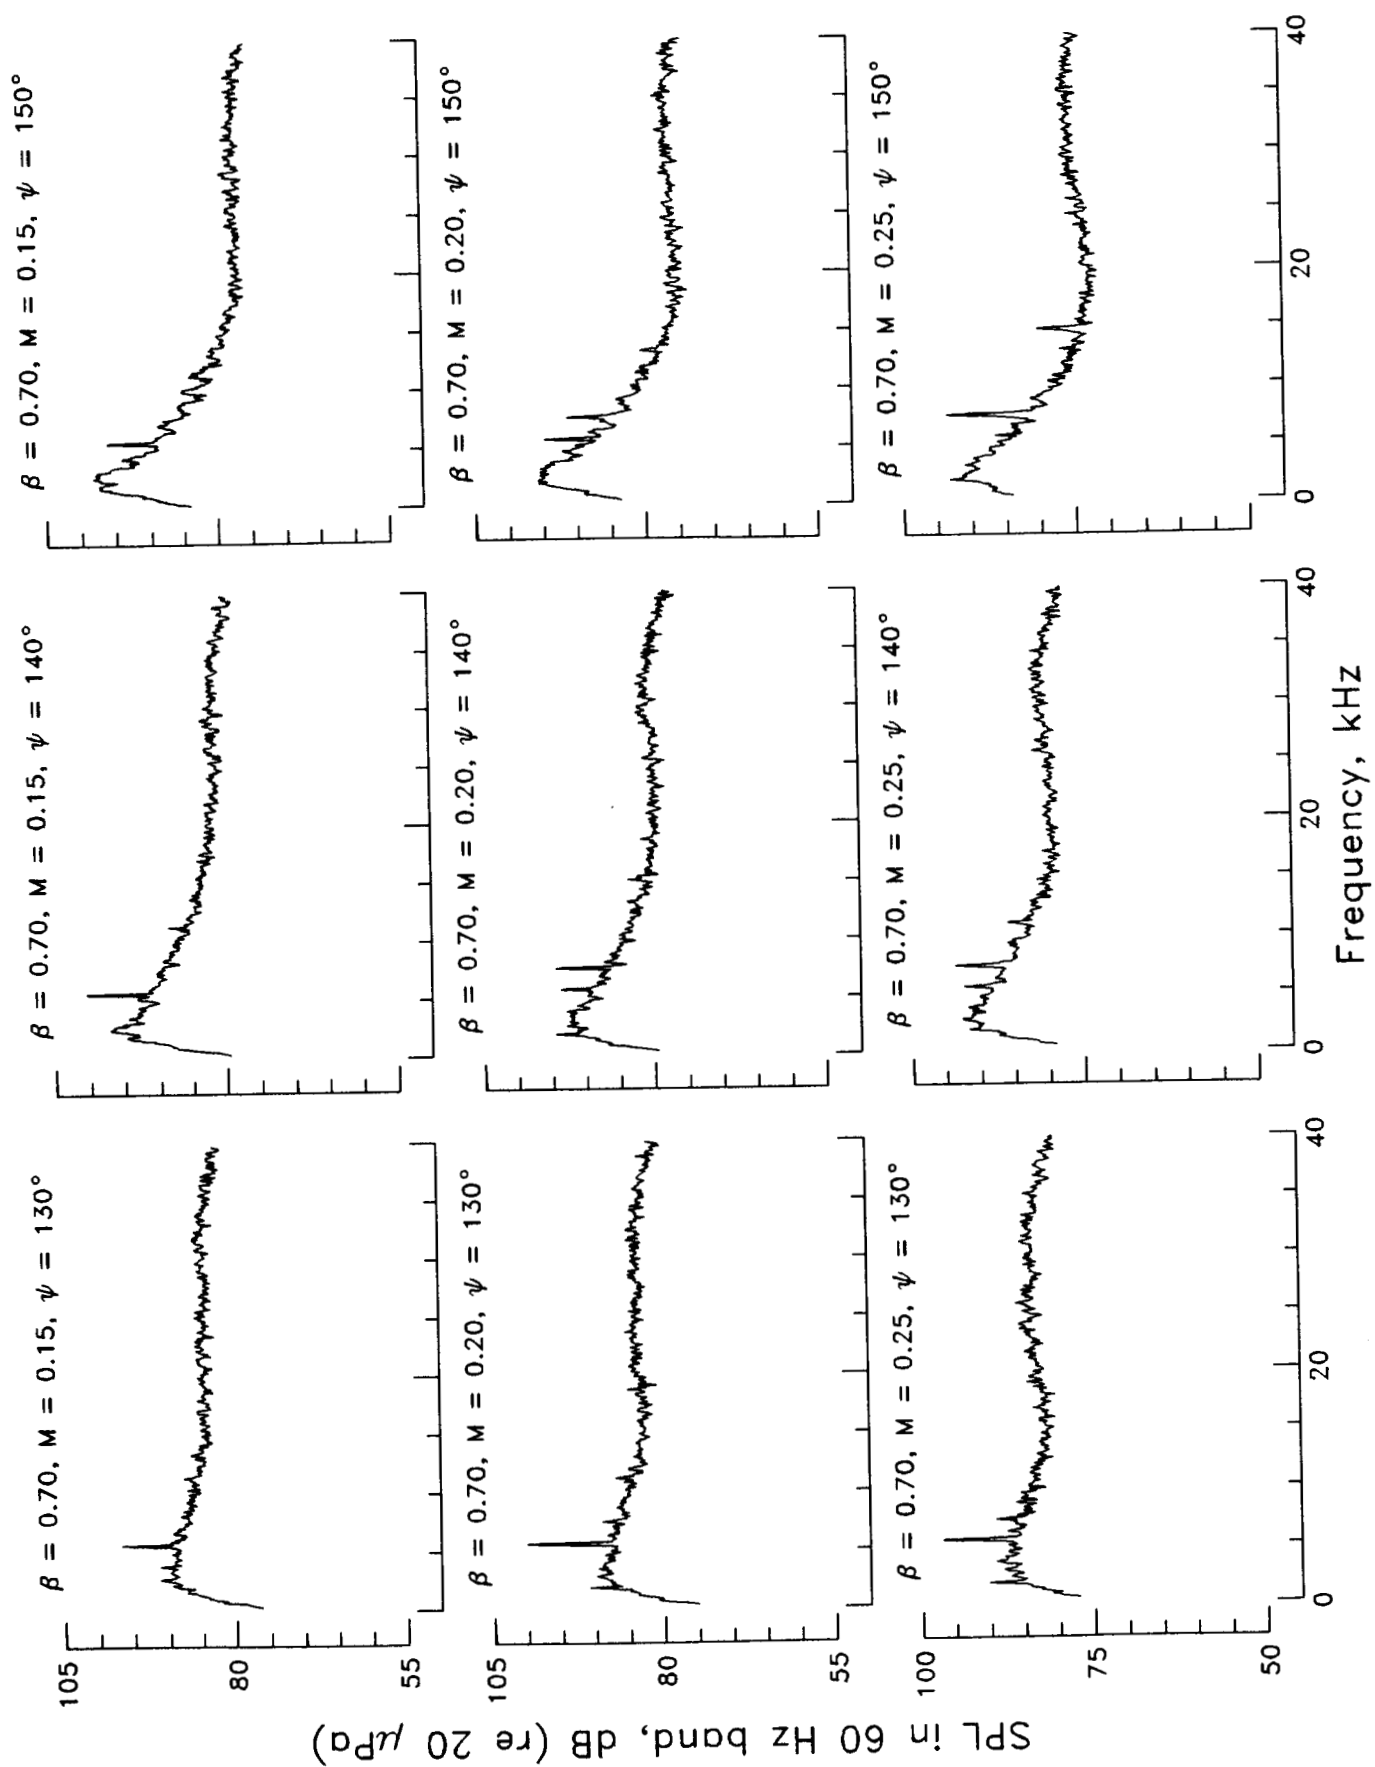 β = 0.70, M = 0.15, ψ = 130°
β = 0.70, M = 0.15, ψ = 140°
β = 0.70, M = 0.15, ψ = 150°
105
80
55
β = 0.70, M = 0.20, ψ = 130°
β = 0.70, M = 0.20, ψ = 140°
β = 0.70, M = 0.20, ψ = 150°
105
80
55
β = 0.70, M = 0.25, ψ = 130°
β = 0.70, M = 0.25, ψ = 140°
β = 0.70, M = 0.25, ψ = 150°
100
75
50
0 20 40
0 20 40
0 20 40
SPL in 60 Hz band, dB (re 20 μPa)
Frequency, kHz